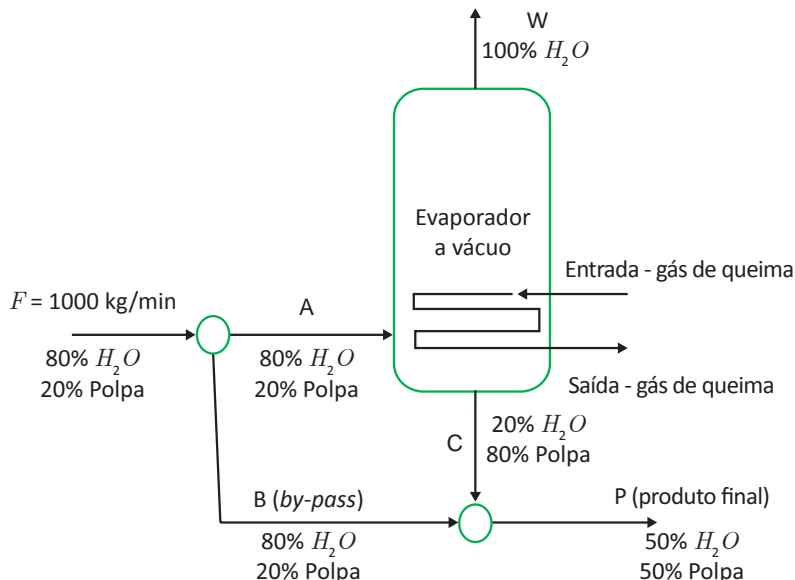 W
100% H₂O
Evaporador
a vácuo
Entrada - gás de queima
F = 1000 kg/min
A
80% H₂O
20% Polpa
80% H₂O
20% Polpa
Saída - gás de queima
20% H₂O
80% Polpa
C
B (by-pass)
P (produto final)
80% H₂O
20% Polpa
50% H₂O
50% Polpa